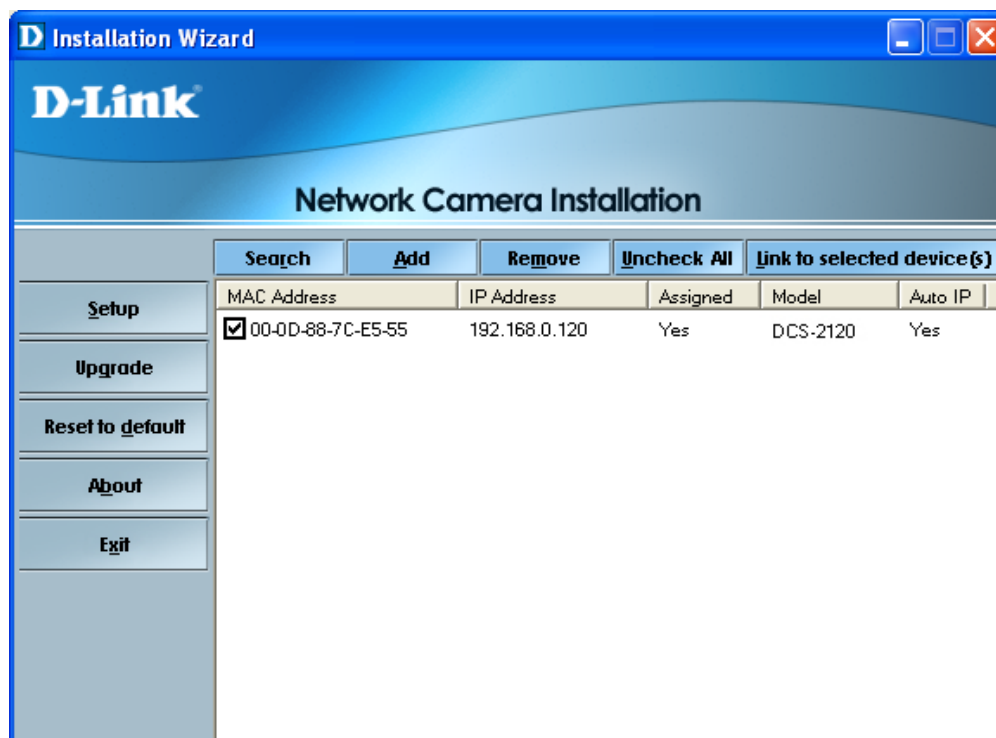 D Installation Wizard
D-Link
Network Camera Installation
Search Add Remove Uncheck All Link to selected device(s)
MAC Address IP Address Assigned Model Auto IP
00-0D-88-7C-E5-55 192.168.0.120 Yes DCS-2120 Yes
Setup
Upgrade
Reset to default
About
Exit